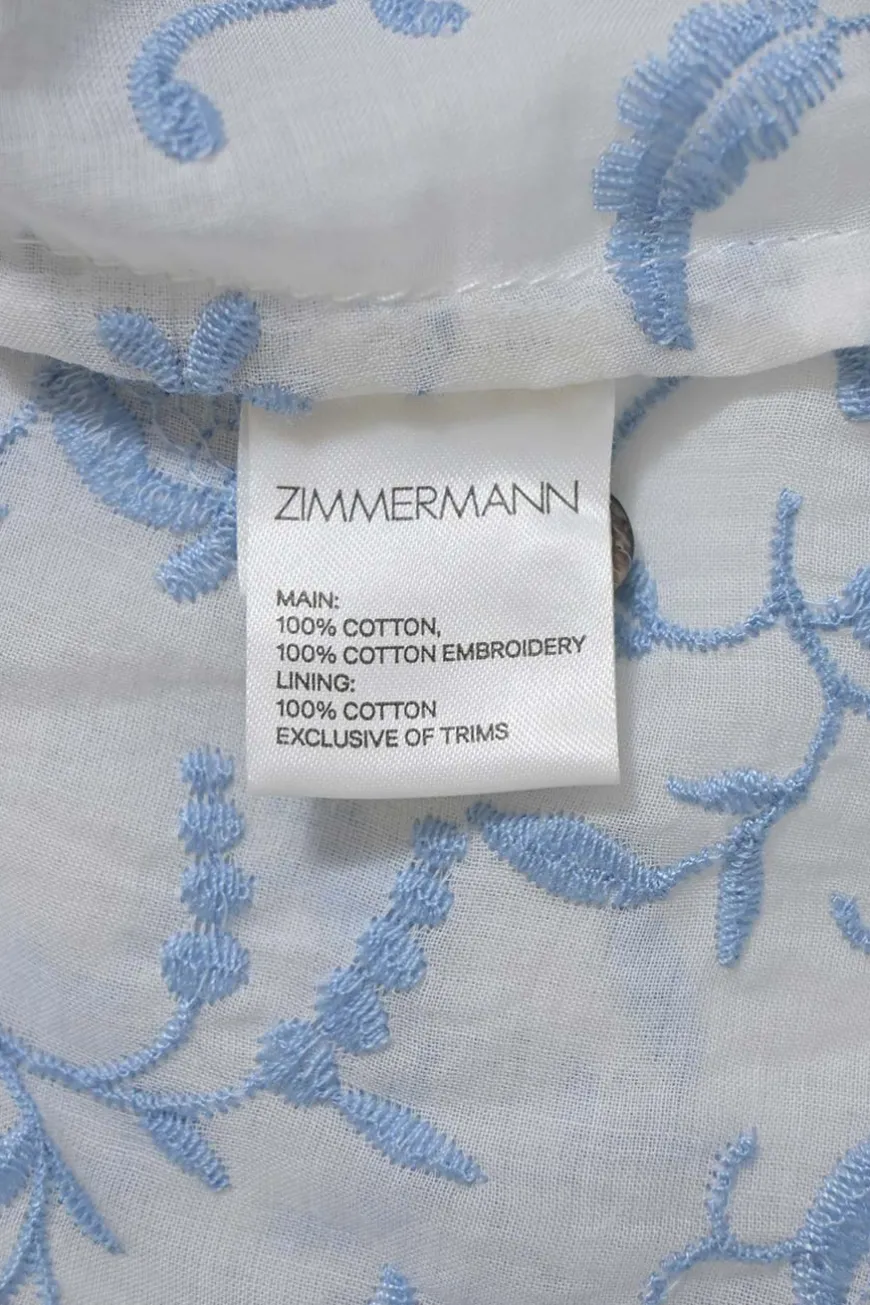 ZIMMERMANN
MAIN:
100% COTTON,
100% COTTON EMBROIDERY
LINING:
100% COTTON
EXCLUSIVE OF TRIMS